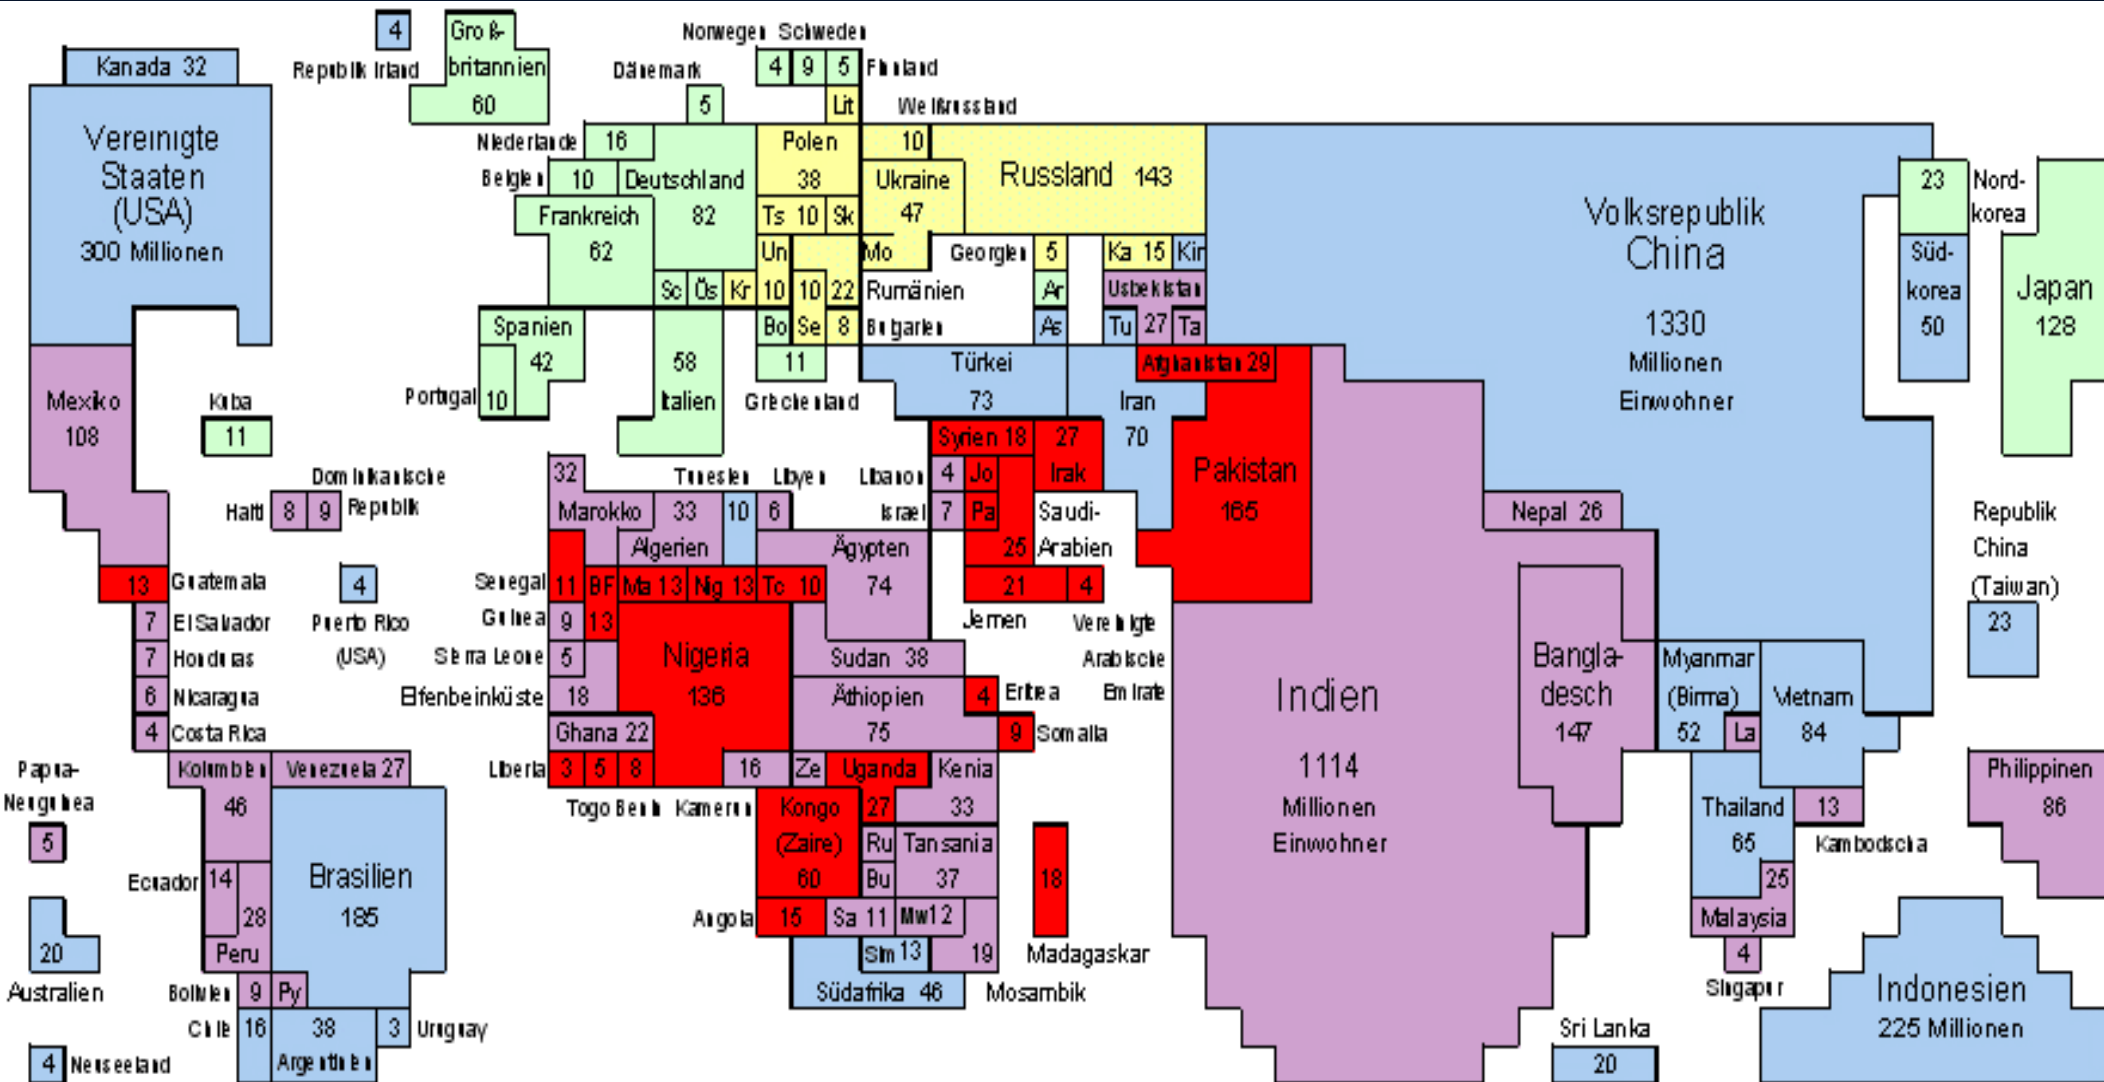 4
Groß-
Norwegen Schweden
Kanada 32
Republik Irland
britannien
Dänemark
4
9
5
Finnland
60
5
Lit
Weißrussland
Vereinigte
Staaten
(USA)
300 Millionen
Niederlande
16
Polen
38
10
Belgien
10
Deutschland
82
Ukraine
47
Russland 143
Frankreich
62
Ts 10
Sk
Volksrepublik
China
1330
Millionen
Einwohner
23
Nord-
korea
Un
10
Mo
Georgien
5
Ka 15
Kir
Süd-
korea
50
Sc
Ös
Kr
10
22
Rumänien
Ar
Usbekistan
27
Japan
128
Spanien
42
Bo
Se
8
Bulgarien
As
Tu
Ta
Mexiko
108
Kuba
11
Portugal
10
58
Italien
11
Griechenland
Türkei
73
Iran
70
Afghanistan 29
Syrien 18
27
Irak
Pakistan
165
Dominikanische
Republik
Haiti
8
9
32
Marokko
Tunesien
Libyen
33
Algerien
10
6
Libanon
4
Jo
Israel
7
Pa
Saudi-
Arabien
25
Nepal 26
Republik
China
(Taiwan)
23
Ägypten
74
13
Guatemala
4
Puerto Rico
(USA)
Senegal
11
BF
13
Ma 13
Nig 13
Tc 10
21
4
Jemen
Vereinigte
Arabische
Emirate
7
El Salvador
Guinea
9
Nigeria
136
7
Honduras
Sierra Leone
5
Sudan 38
Bangla-
desch
147
Myanmar
(Birma)
52
Vietnam
84
6
Nicaragua
Elfenbeinküste
18
Äthiopien
75
4
Eritrea
Indien
1114
Millionen
Einwohner
4
Costa Rica
Ghana 22
9
Somalia
La
Papua-
Neuguinea
5
Kolumbien
46
Venezuela 27
Liberia
3
5
8
16
Ze
Uganda
27
Kenia
33
Philippinen
86
Togo Benin Kamerun
Kongo
(Zaire)
60
Thailand
65
13
Kambodscha
Brasilien
185
Ru
Tansania
37
Ecuador
14
Bu
18
Madagaskar
25
Malaysia
28
Peru
Angola
15
Sa 11
Mw12
20
Australien
Sim 13
19
Mosambik
4
Singapur
Bolivien
9
Py
Südafrika 46
Indonesien
225 Millionen
Chile
16
38
Argentinien
3
Uruguay
Sri Lanka
20
4
Neuseeland